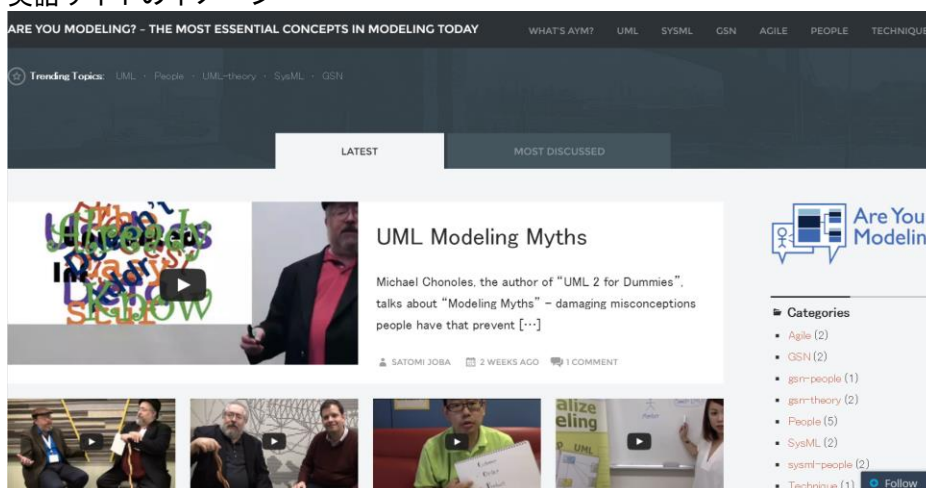 英語サイトのイメージ
ARE YOU MODELING? – THE MOST ESSENTIAL CONCEPTS IN MODELING TODAY
WHAT'S AYM? UML SYSML GSN AGILE PEOPLE TECHNIQUE
Trending Topics: UML · People · UML-theory · SysML · GSN
LATEST MOST DISCUSSED
Already
Know
UML Modeling Myths
Michael Chonoles, the author of “UML 2 for Dummies”,
talks about “Modeling Myths” – damaging misconceptions
people have that prevent […]
SATOMI JOBA 2 WEEKS AGO 1 COMMENT
Are You
Modelin
Categories
Agile (2)
GSN (2)
gsn-people (1)
gsn-theory (2)
People (5)
SysML (2)
sysml-people (2)
Technique (1)
Follow
alize
eling
UML